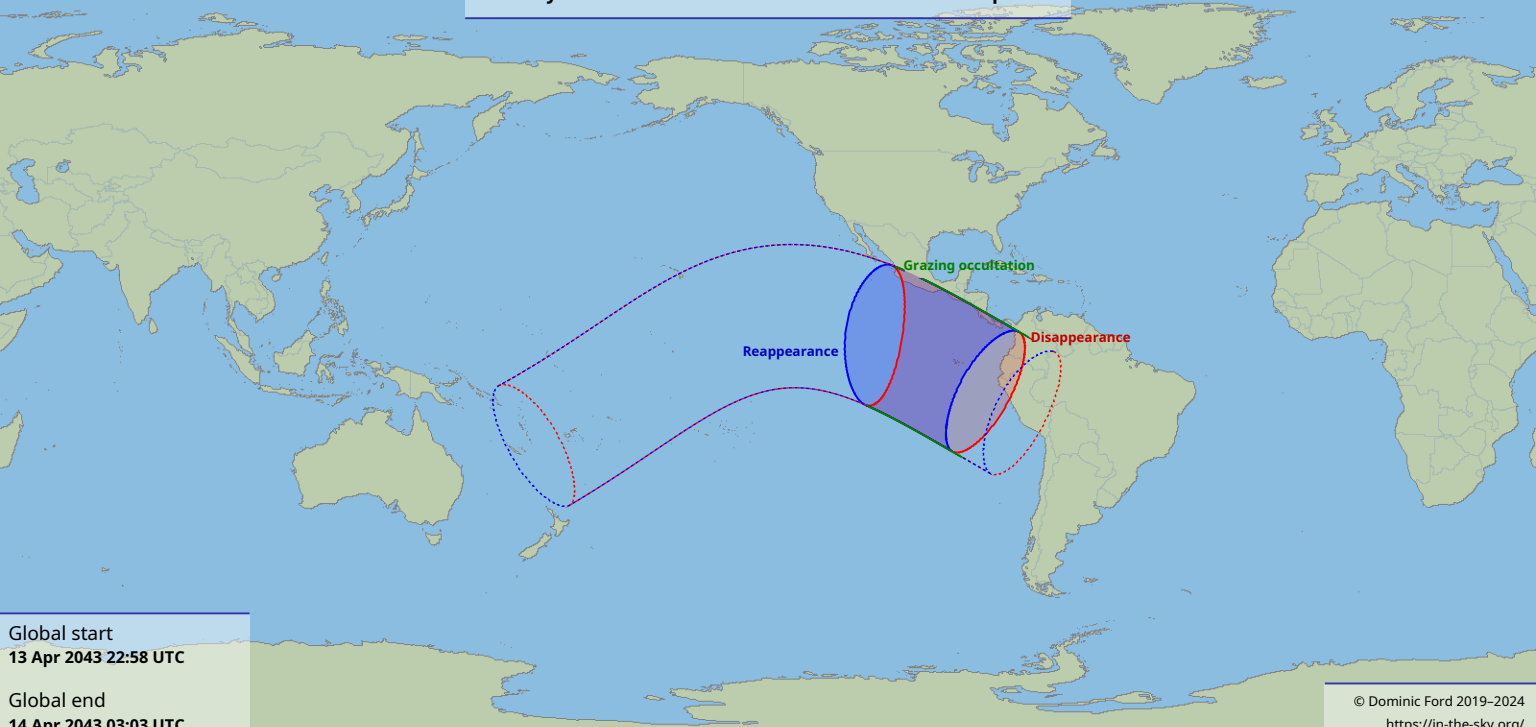 Grazing occultation
Disappearance
Reappearance
Global start
13 Apr 2043 22:58 UTC
Global end
14 Apr 2043 03:03 UTC
© Dominic Ford 2019–2024
https://in-the-sky.org/